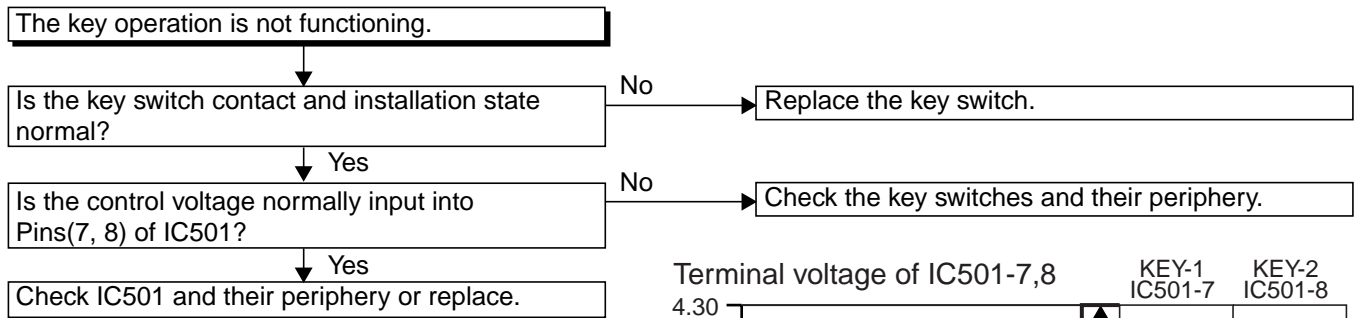 The key operation is not functioning.
Is the key switch contact and installation state
normal?
No
Replace the key switch.
Yes
Is the control voltage normally input into
Pins(7, 8) of IC501?
No
Check the key switches and their periphery.
Yes
Check IC501 and their periphery or replace.
Terminal voltage of IC501-7,8
KEY-1
IC501-7
KEY-2
IC501-8
4.30